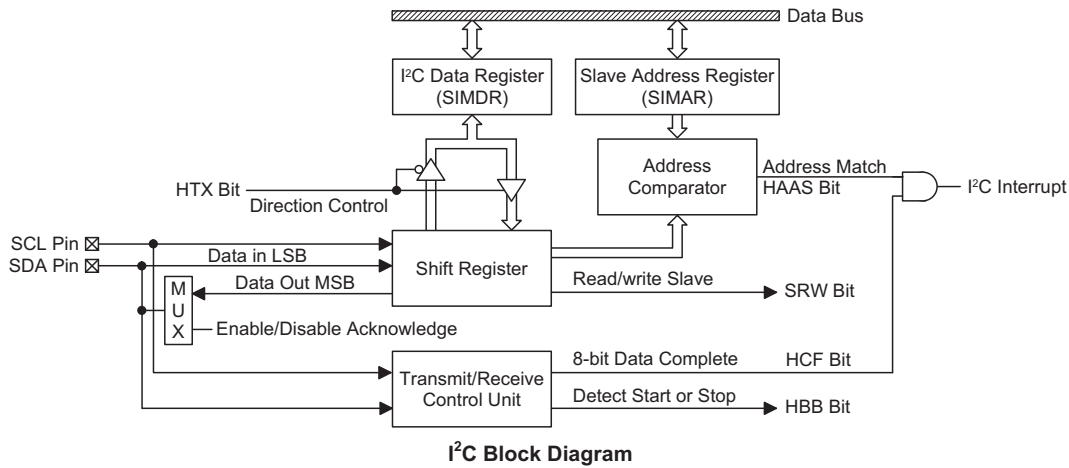 Data Bus
I²C Data Register
(SIMDR)
Slave Address Register
(SIMAR)
Address
Comparator
Address Match
HAAS Bit
I²C Interrupt
HTX Bit
Direction Control
SCL Pin
SDA Pin
Data in LSB
Shift Register
Data Out MSB
Read/write Slave
SRW Bit
M
U
X
Enable/Disable Acknowledge
Transmit/Receive
Control Unit
8-bit Data Complete
HCF Bit
Detect Start or Stop
HBB Bit
I²C Block Diagram